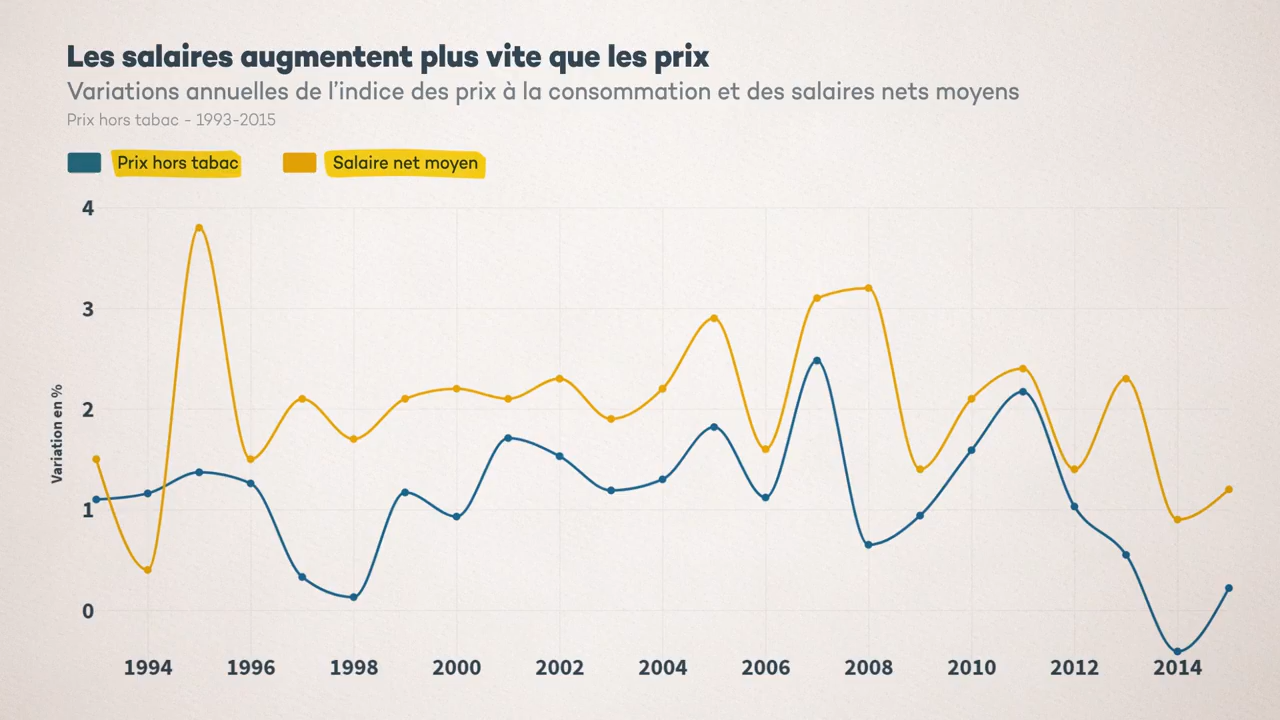 Les salaires augmentent plus vite que les prix
Variations annuelles de l'indice des prix à la consommation et des salaires nets moyens
Prix hors tabac - 1993-2015
Prix hors tabac Salaire net moyen
4
3
2
1
0
Variation en %
1994 1996 1998 2000 2002 2004 2006 2008 2010 2012 2014